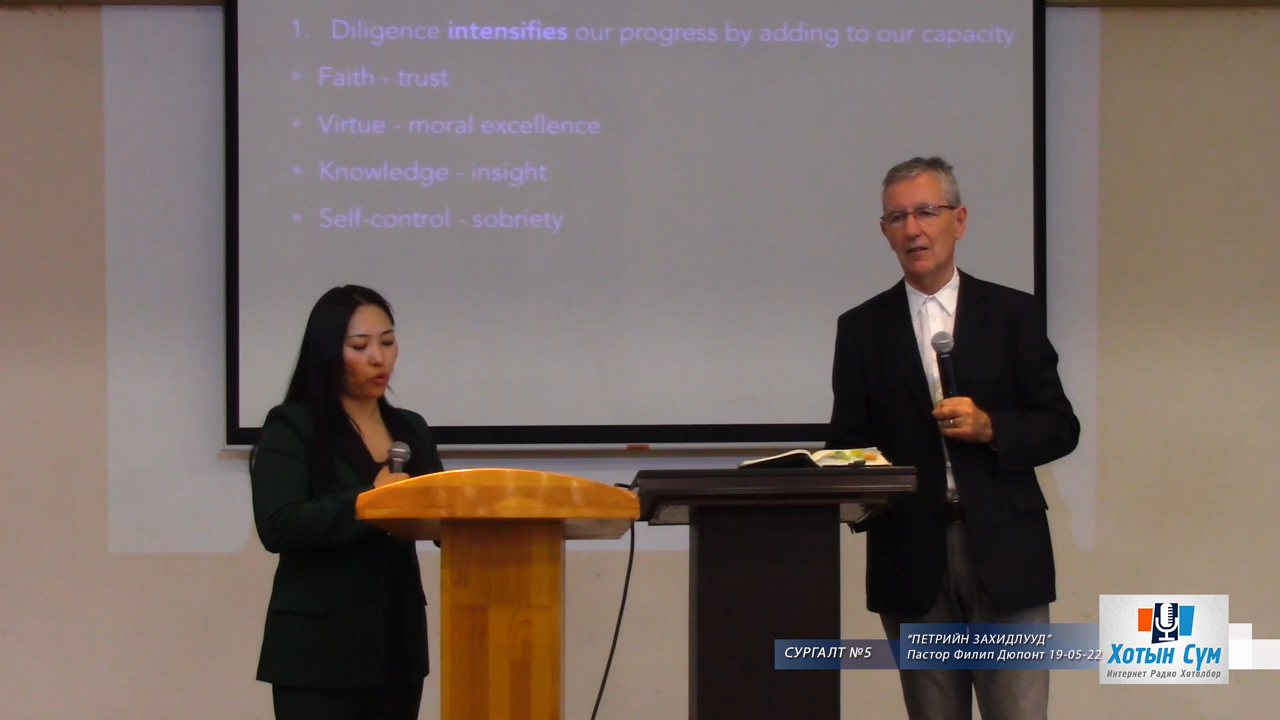 1. Diligence intensifies our progress by adding to our capacity
• Faith - trust
• Virtue - moral excellence
• Knowledge - insight
• Self-control - sobriety
СУРГАЛТ №5
“ПЕТРИЙН ЗАХИДЛУУД”
Пастор Филип Дюпонт 19-05-22
Хотын Сүм
Интернет Радио Хөтөлбөр